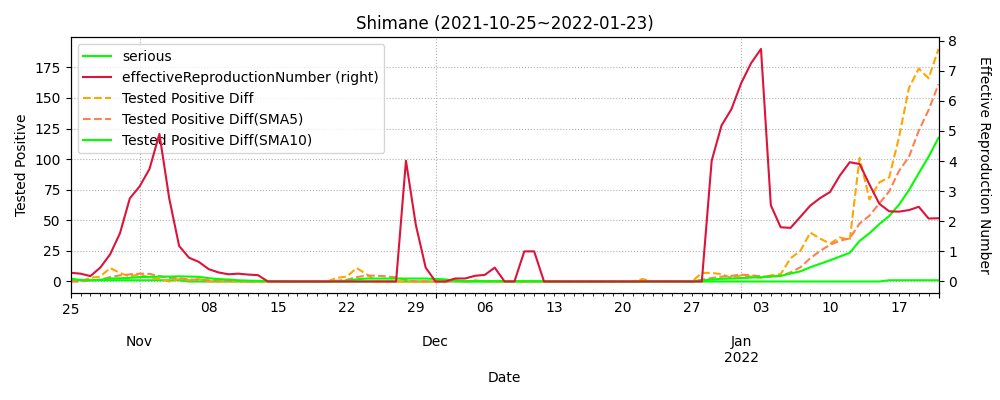 Shimane (2021-10-25~2022-01-23)
serious
effectiveReproductionNumber (right)
Tested Positive Diff
Tested Positive Diff(SMA5)
Tested Positive Diff(SMA10)
Tested Positive
175
150
125
100
75
50
25
0
8
7
6
5
4
3
2
1
0
Effective Reproduction Number
25 08 15 22 29 06 13 20 27 03 10 17
Nov Dec Jan
2022
Date